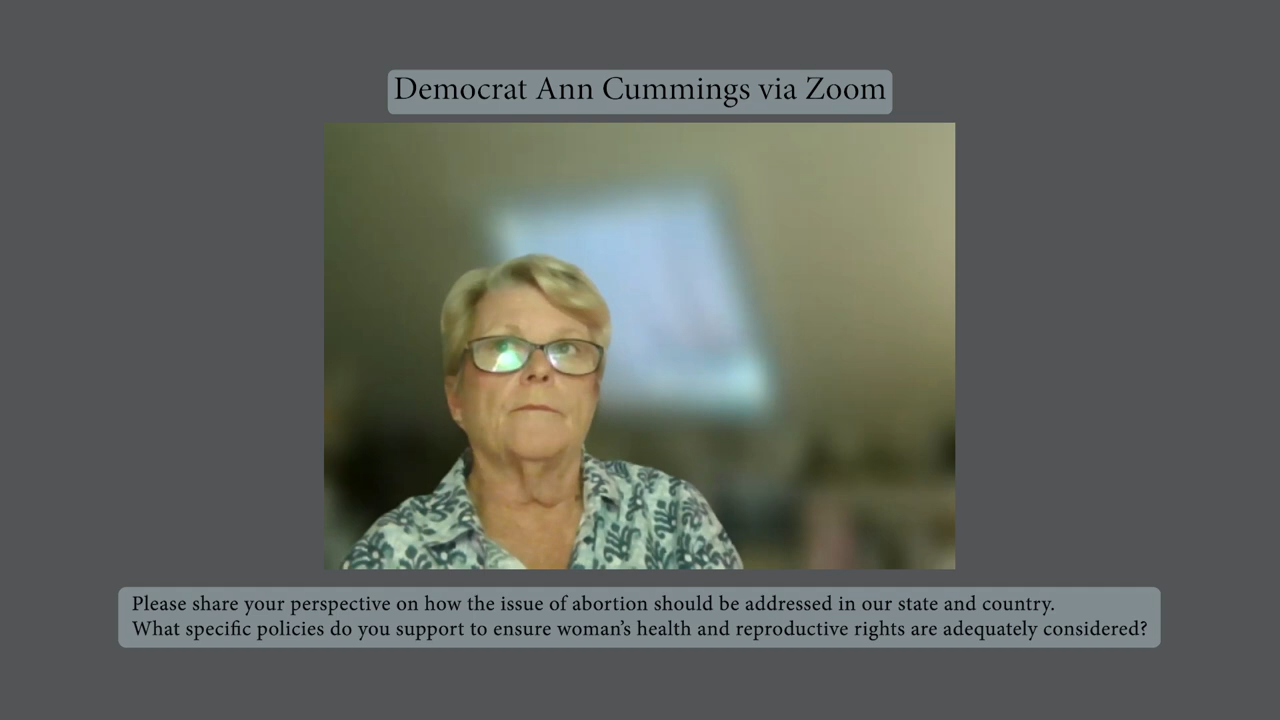 Democrat Ann Cummings via Zoom
Please share your perspective on how the issue of abortion should be addressed in our state and country.
What specific policies do you support to ensure woman's health and reproductive rights are adequately considered?